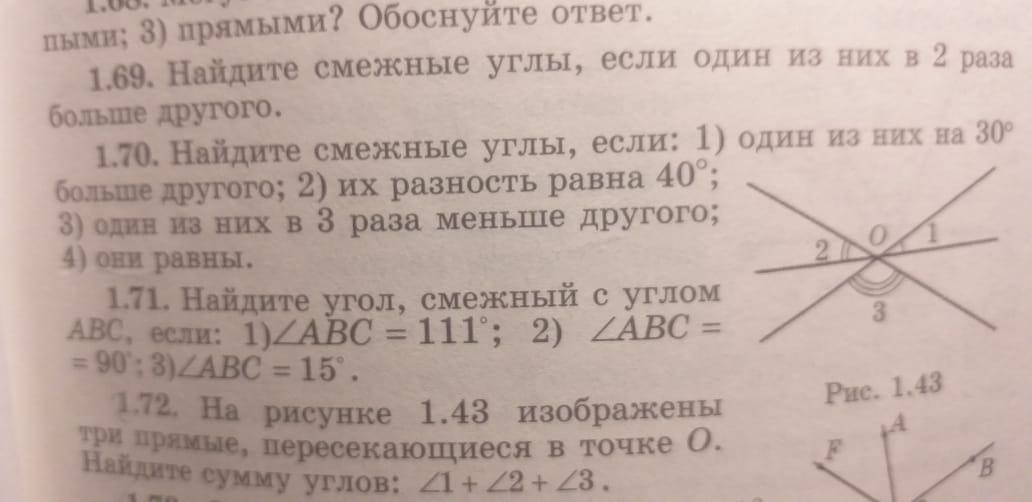 пыми; 3) прямыми? Обоснуйте ответ.
1.69. Найдите смежные углы, если один из них в 2 раза
больше другого.
1.70. Найдите смежные углы, если: 1) один из них на 30°
больше другого; 2) их разность равна 40°;
3) один из них в 3 раза меньше другого;
4) они равны.
O 1
2
3
1.71. Найдите угол, смежный с углом
ABC, если: 1)∠ABC = 111°; 2) ∠ABC =
= 90°; 3)∠ABC = 15°.
Рис. 1.43
1.72. На рисунке 1.43 изображены
три прямые, пересекающиеся в точке O.
Найдите сумму углов: ∠1 + ∠2 + ∠3.
A
F
B